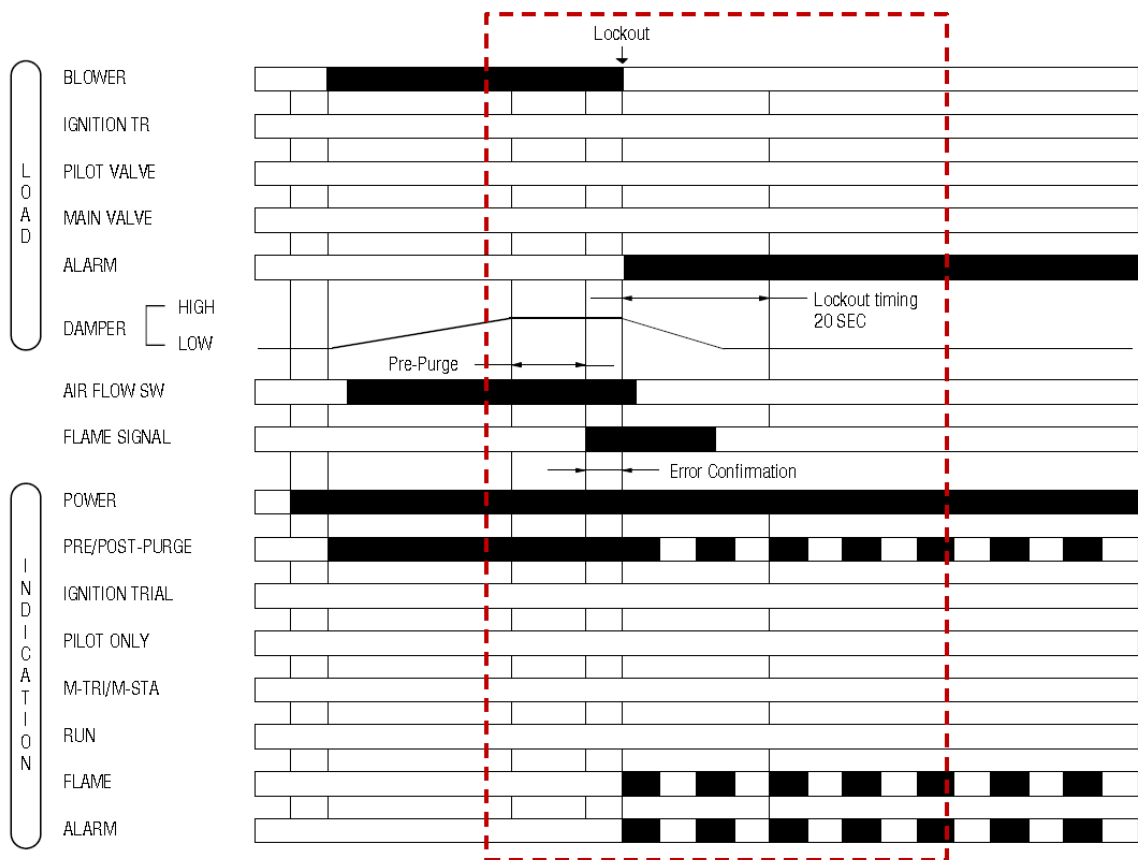 Lockout
LOAD
BLOWER
IGNITION TR
PILOT VALVE
MAIN VALVE
ALARM
Lockout timing
20 SEC
DAMPER
HIGH
LOW
Pre-Purge
AIR FLOW SW
FLAME SIGNAL
Error Confirmation
INDICATION
POWER
PRE/POST-PURGE
IGNITION TRIAL
PILOT ONLY
M-TRI/M-STA
RUN
FLAME
ALARM